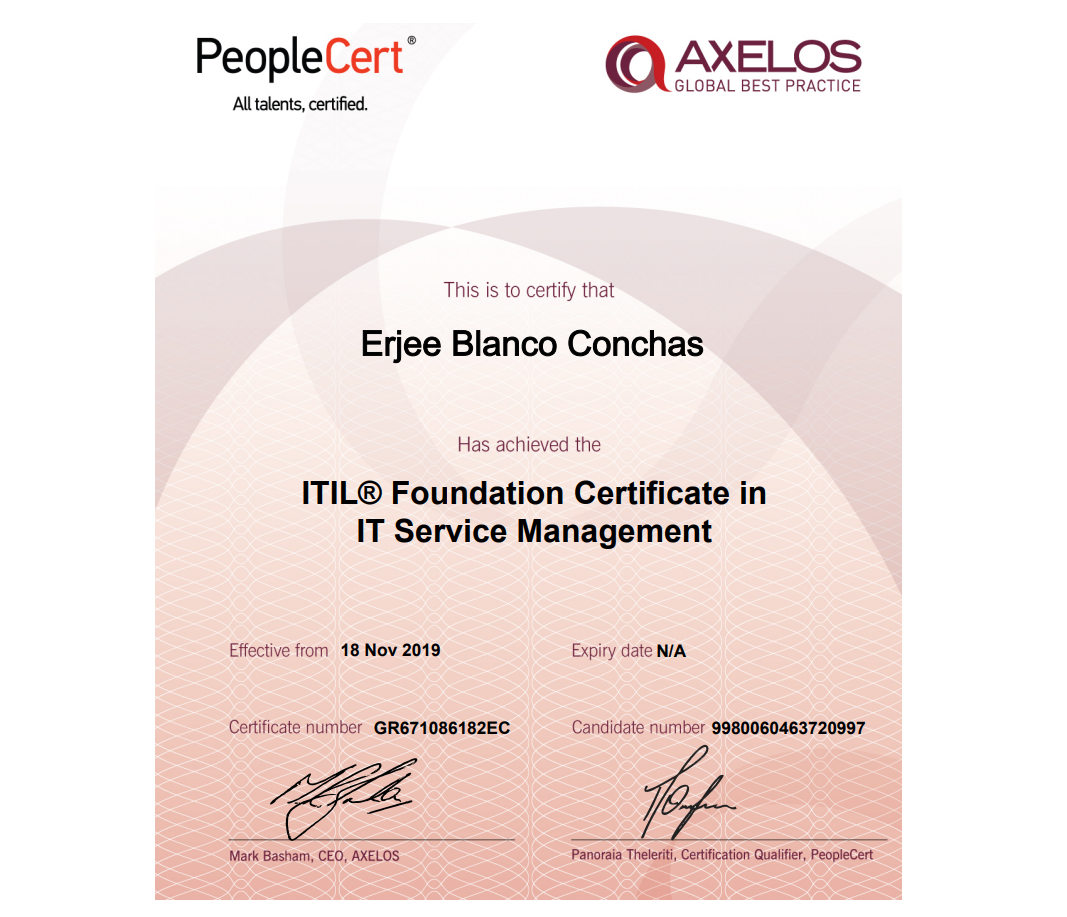 PeopleCert®
All talents, certified.
AXELOS
GLOBAL BEST PRACTICE
This is to certify that
Erjee Blanco Conchas
Has achieved the
ITIL® Foundation Certificate in
IT Service Management
Effective from 18 Nov 2019
Expiry date N/A
Certificate number GR671086182EC
Candidate number 9980060463720997
Mark Basham, CEO, AXELOS
Panoraia Theleriti, Certification Qualifier, PeopleCert